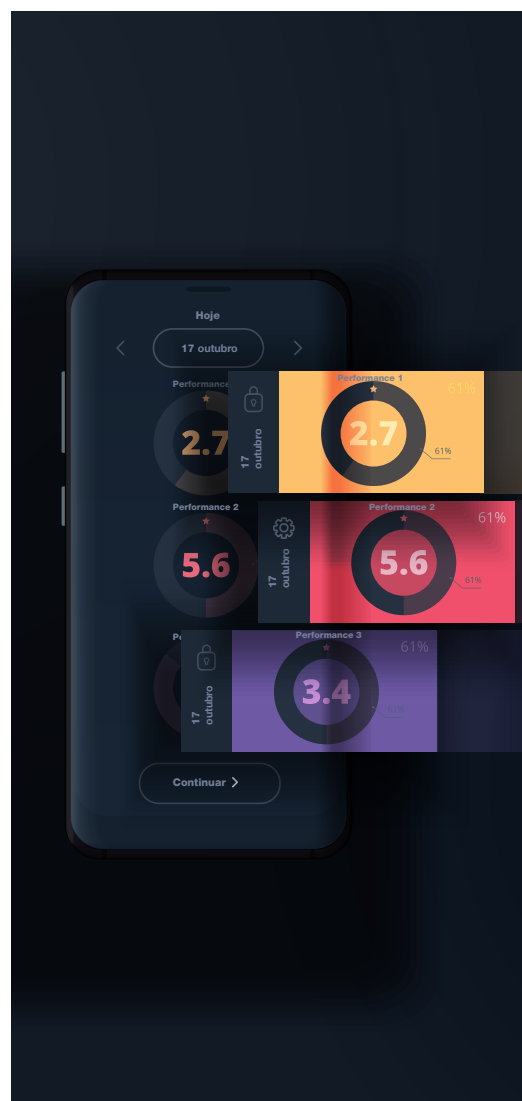 Hoje
17 outubro
Performance
2.7
Performance 1
61%
2.7
61%
17
outubro
Performance 2
5.6
Performance 2
61%
5.6
61%
17
outubro
Performance 3
61%
3.4
61%
17
outubro
Continuar